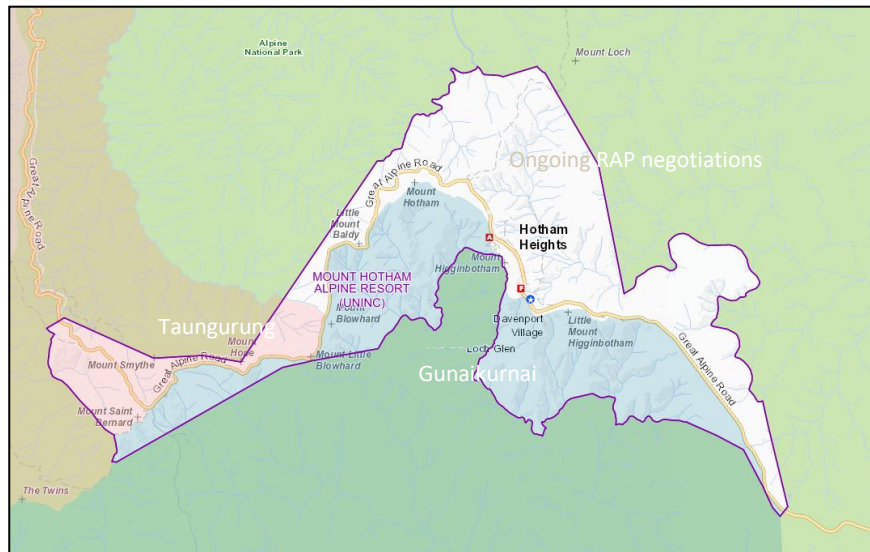 Alpine
National Park
Mount Loch
Great Alpine Road
Ongoing RAP negotiations
Great Alpine Road
Mount
Hotham
Little
Mount
Baldy
Hotham
Heights
A
Mount
Higginbotham
MOUNT HOTHAM
ALPINE RESORT
(UNINC)
P
Mount
Blowhard
Taungurung
Mount
Hope
Davenport
Village
Little
Mount
Higginbotham
Great Alpine Road
Mount Little
Blowhard
Loch Glen
Mount Smythe
Great Alpine Road
Gunaikurnai
Mount Saint
Bernard
The Twins